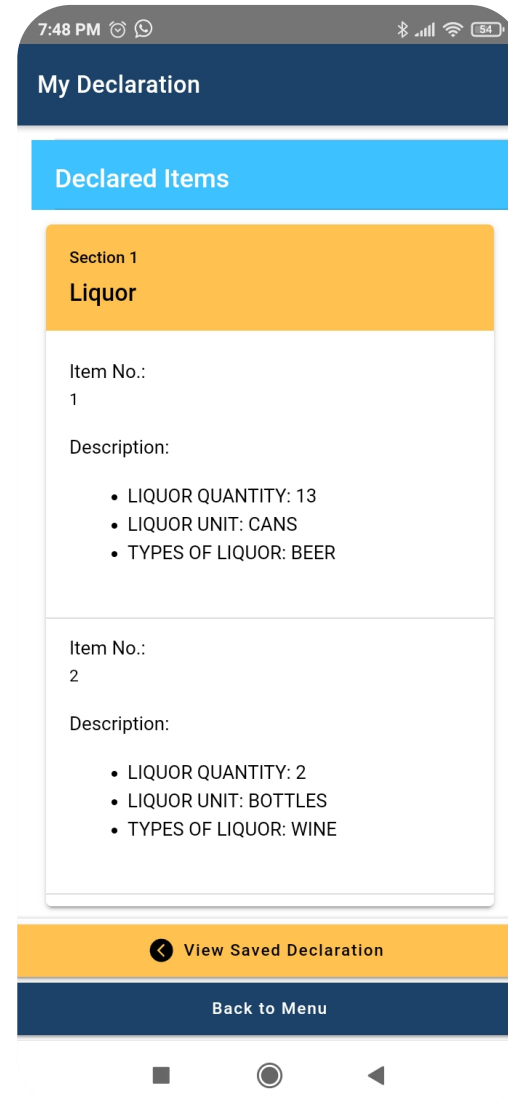 7:48 PM
54
My Declaration
Declared Items
Section 1
Liquor
Item No.:
1
Description:
• LIQUOR QUANTITY: 13
• LIQUOR UNIT: CANS
• TYPES OF LIQUOR: BEER
Item No.:
2
Description:
• LIQUOR QUANTITY: 2
• LIQUOR UNIT: BOTTLES
• TYPES OF LIQUOR: WINE
View Saved Declaration
Back to Menu